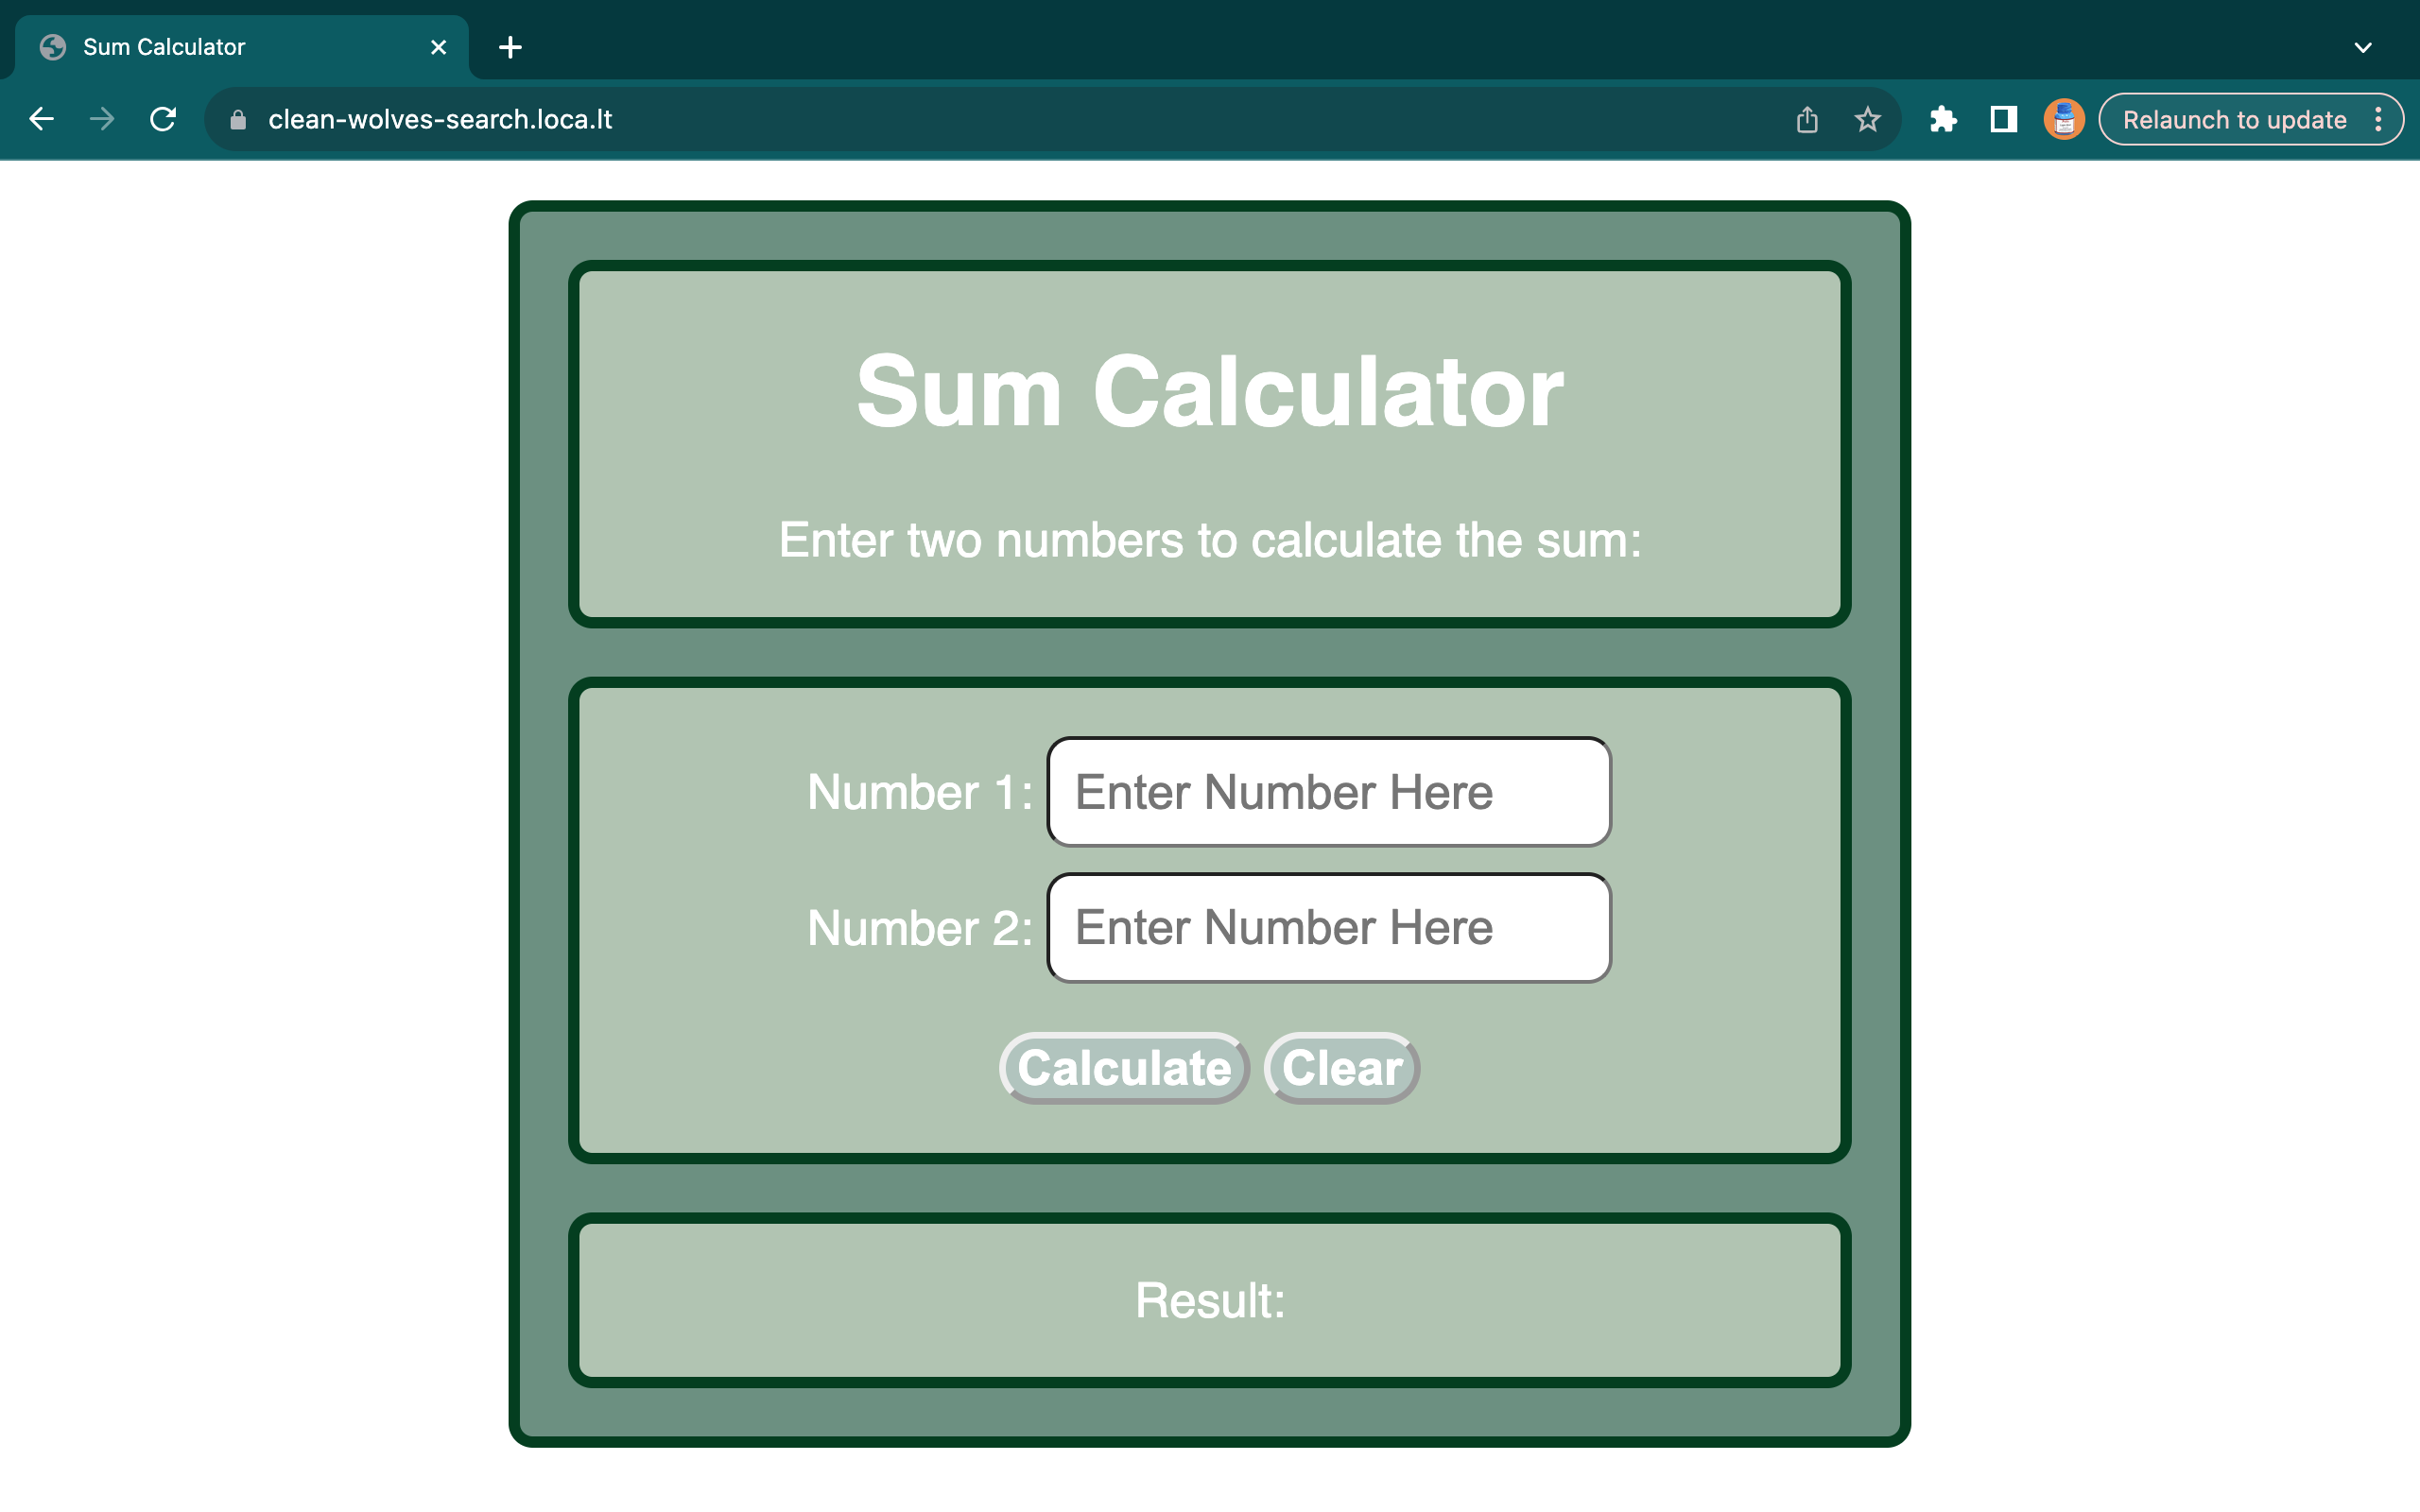 Sum Calculator
clean-wolves-search.loca.lt
Relaunch to update
Sum Calculator
Enter two numbers to calculate the sum:
Number 1: Enter Number Here
Number 2: Enter Number Here
Calculate Clear
Result: